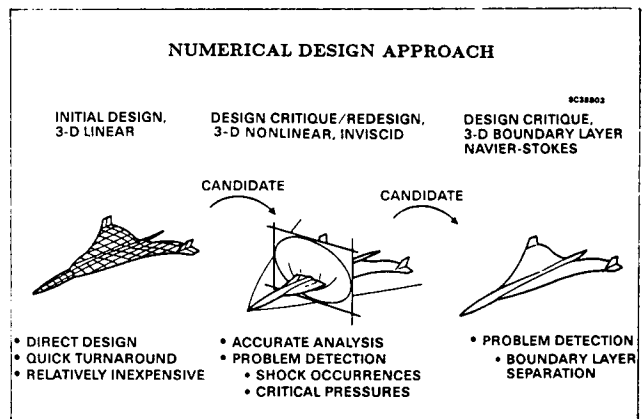 NUMERICAL DESIGN APPROACH
SC38803
INITIAL DESIGN,
3-D LINEAR
DESIGN CRITIQUE/REDESIGN,
3-D NONLINEAR, INVISCID
DESIGN CRITIQUE,
3-D BOUNDARY LAYER
NAVIER-STOKES
CANDIDATE
CANDIDATE
• DIRECT DESIGN
• QUICK TURNAROUND
• RELATIVELY INEXPENSIVE
• ACCURATE ANALYSIS
• PROBLEM DETECTION
• SHOCK OCCURRENCES
• CRITICAL PRESSURES
• PROBLEM DETECTION
• BOUNDARY LAYER
SEPARATION